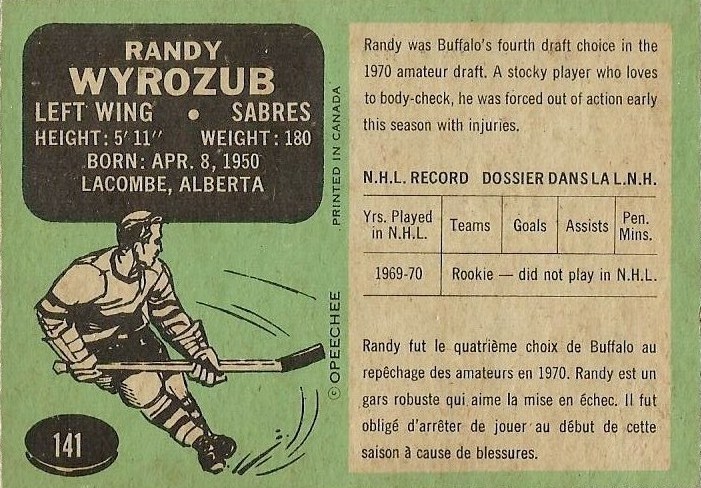 RANDY
WYROZUB
LEFT WING • SABRES
HEIGHT: 5' 11" WEIGHT: 180
BORN: APR. 8, 1950
LACOMBE, ALBERTA
141
© OPEECHEE PRINTED IN CANADA
Randy was Buffalo's fourth draft choice in the
1970 amateur draft. A stocky player who loves
to body-check, he was forced out of action early
this season with injuries.
N.H.L. RECORD DOSSIER DANS LA L.N.H.
Yrs. Played in N.H.L. Teams Goals Assists Pen. Mins.
1969-70 Rookie — did not play in N.H.L.
Randy fut le quatrième choix de Buffalo au
repêchage des amateurs en 1970. Randy est un
gars robuste qui aime la mise en échec. Il fut
obligé d'arrêter de jouer au début de cette
saison à cause de blessures.